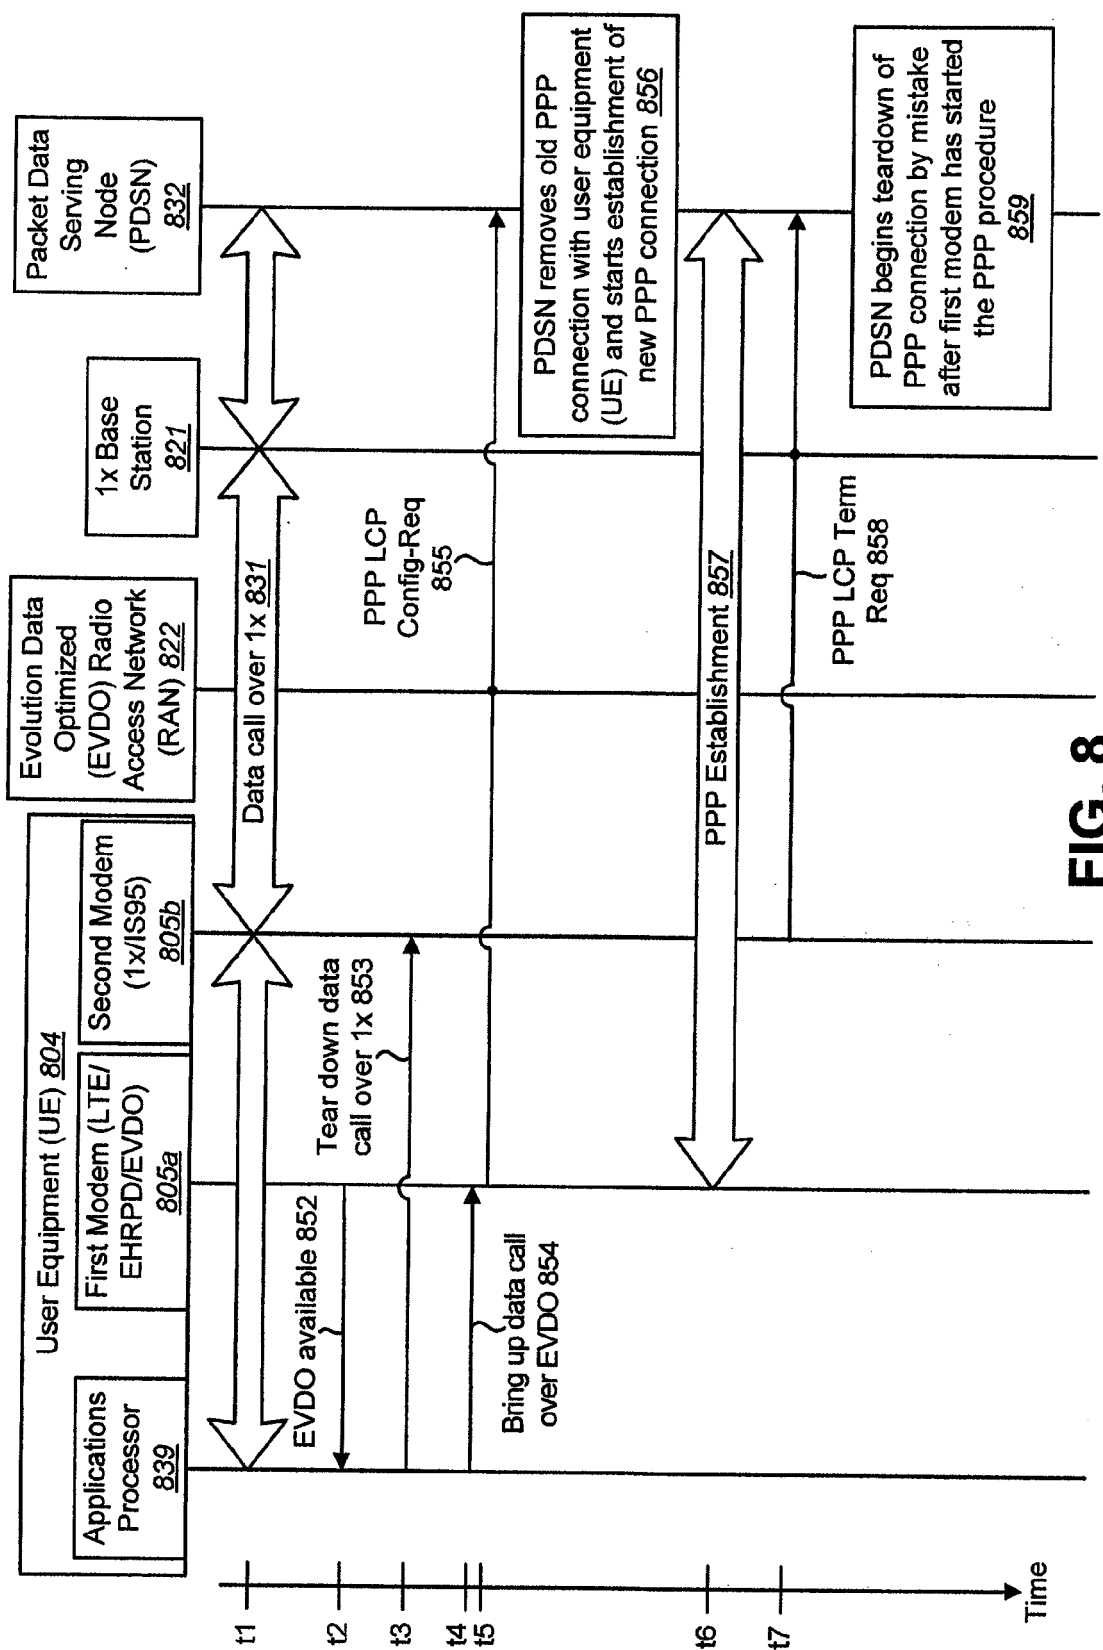 User Equipment (UE) 804
Applications
Processor
839
First Modem (LTE/
EHRPD/EVDO)
805a
Second Modem
(1x/IS95)
805b
Evolution Data
Optimized
(EVDO) Radio
Access Network
(RAN) 822
1x Base
Station
821
Packet Data
Serving
Node
(PDSN)
832
t1
Data call over 1x 831
t2
EVDO available 852
t3
Tear down data
call over 1x 853
t4
Bring up data call
over EVDO 854
t5
PPP LCP
Config-Req
855
PDSN removes old PPP
connection with user equipment
(UE) and starts establishment of
new PPP connection 856
t6
PPP Establishment 857
t7
PPP LCP Term
Req 858
PDSN begins teardown of
PPP connection by mistake
after first modem has started
the PPP procedure
859
Time
FIG. 8